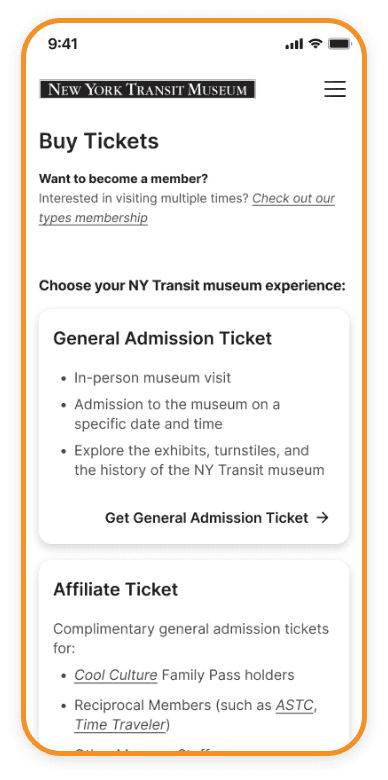 9:41
NEW YORK TRANSIT MUSEUM
Buy Tickets
Want to become a member?
Interested in visiting multiple times? Check out our
types membership
Choose your NY Transit museum experience:
General Admission Ticket
• In-person museum visit
• Admission to the museum on a
specific date and time
• Explore the exhibits, turnstiles, and
the history of the NY Transit museum
Get General Admission Ticket →
Affiliate Ticket
Complimentary general admission tickets
for:
• Cool Culture Family Pass holders
• Reciprocal Members (such as ASTC,
Time Traveler)